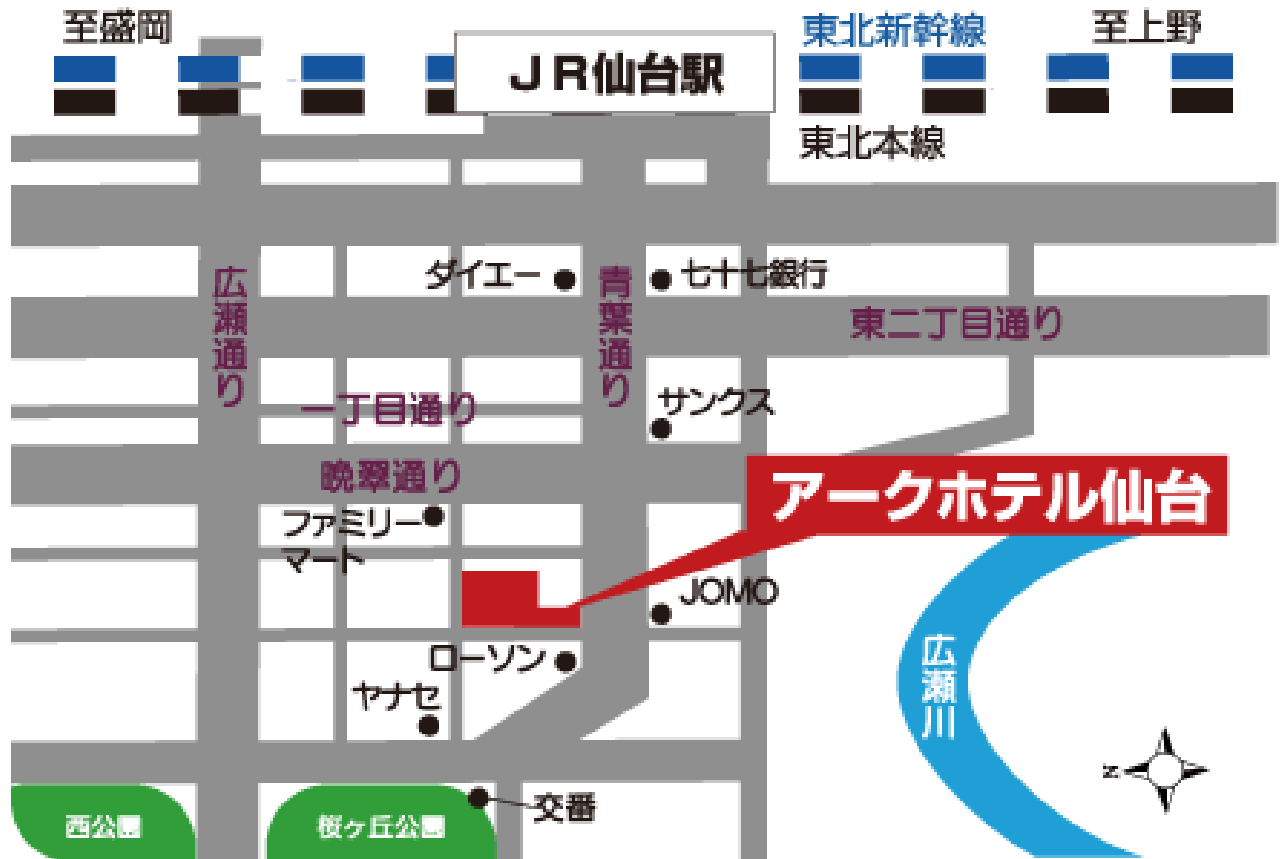 至盛岡
東北新幹線
至上野
JR仙台駅
東北本線
ダイエー
七十七銀行
広瀬通り
青葉通り
東二丁目通り
一丁目通り
サンクス
晩翠通り
アークホテル仙台
ファミリー
マート
JOMO
ローソン
広瀬川
ヤナセ
N
西公園
桜ヶ丘公園
交番